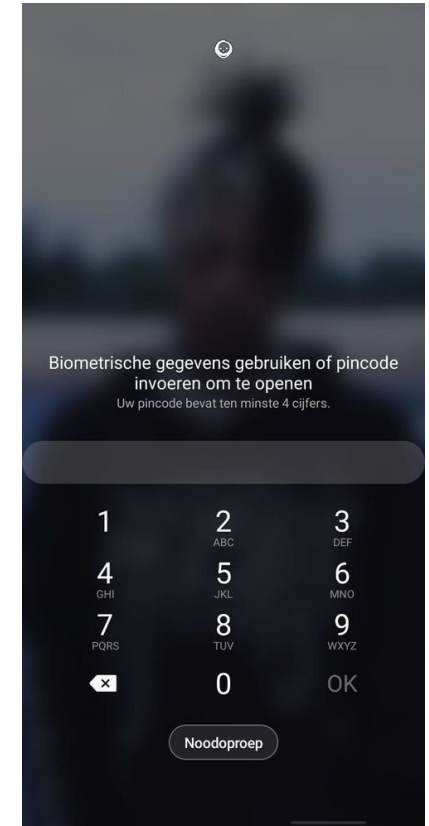 Biometrische gegevens gebruiken of pincode
invoeren om te openen
Uw pincode bevat ten minste 4 cijfers.
1 2 3
ABC DEF
4 5 6
GHI JKL MNO
7 8 9
PQRS TUV WXYZ
0 OK
Noodoproep